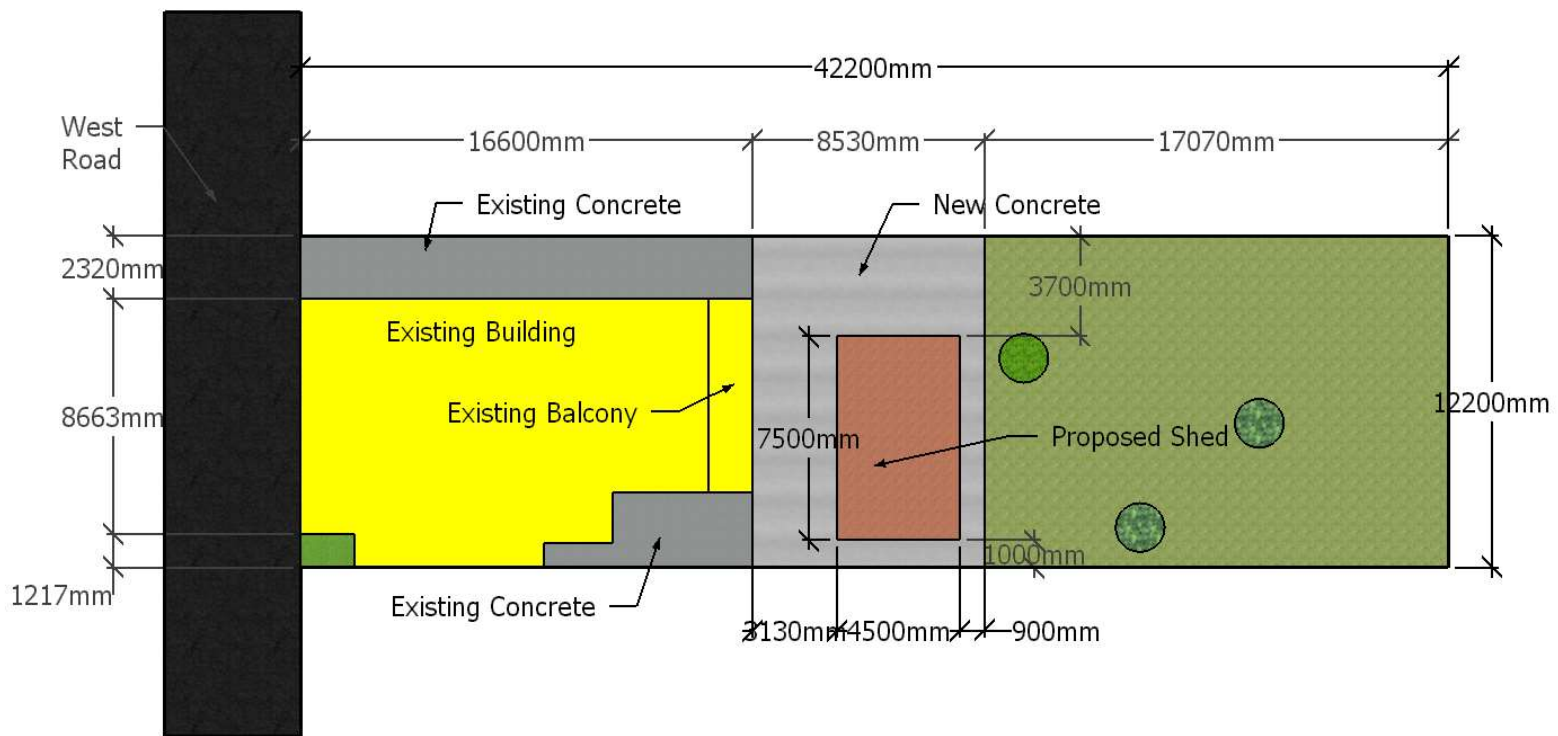 42200mm
West
Road
16600mm
8530mm
17070mm
Existing Concrete
New Concrete
2320mm
3700mm
Existing Building
8663mm
Existing Balcony
7500mm
Proposed Shed
12200mm
1000mm
1217mm
Existing Concrete
3130mm
4500mm
900mm